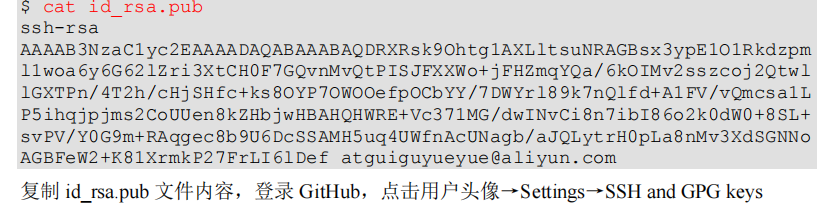 $ cat id_rsa.pub
ssh-rsa
AAAAB3NzaC1yc2EAAAADAQABAAABAQDRXRsk9Ohtg1AXLltsuNRAGBsx3ypE1O1Rkdzpm
l1woa6y6G62lZri3XtCH0F7GQvnMvQtPISJFXXWo+jFHZmqYQa/6kOIMv2sszcoj2Qtwl
lGXTPn/4T2h/cHjSHfc+ks8OYP7OWOOefpOCbYY/7DWYrl89k7nQlfd+A1FV/vQmcsa1L
P5ihqjpjms2CoUUen8kZHbjwHBAHQHWRE+Vc371MG/dwINvCi8n7ibI86o2k0dW0+8SL+
svPV/Y0G9m+RAqgec8b9U6DcSSAMH5uq4UWfnAcUNagb/aJQLytrH0pLa8nMv3XdSGNNo
AGBFeW2+K81XrmkP27FrLI6lDef atguiguyueyue@aliyun.com
复制 id_rsa.pub 文件内容，登录 GitHub，点击用户头像→Settings→SSH and GPG keys